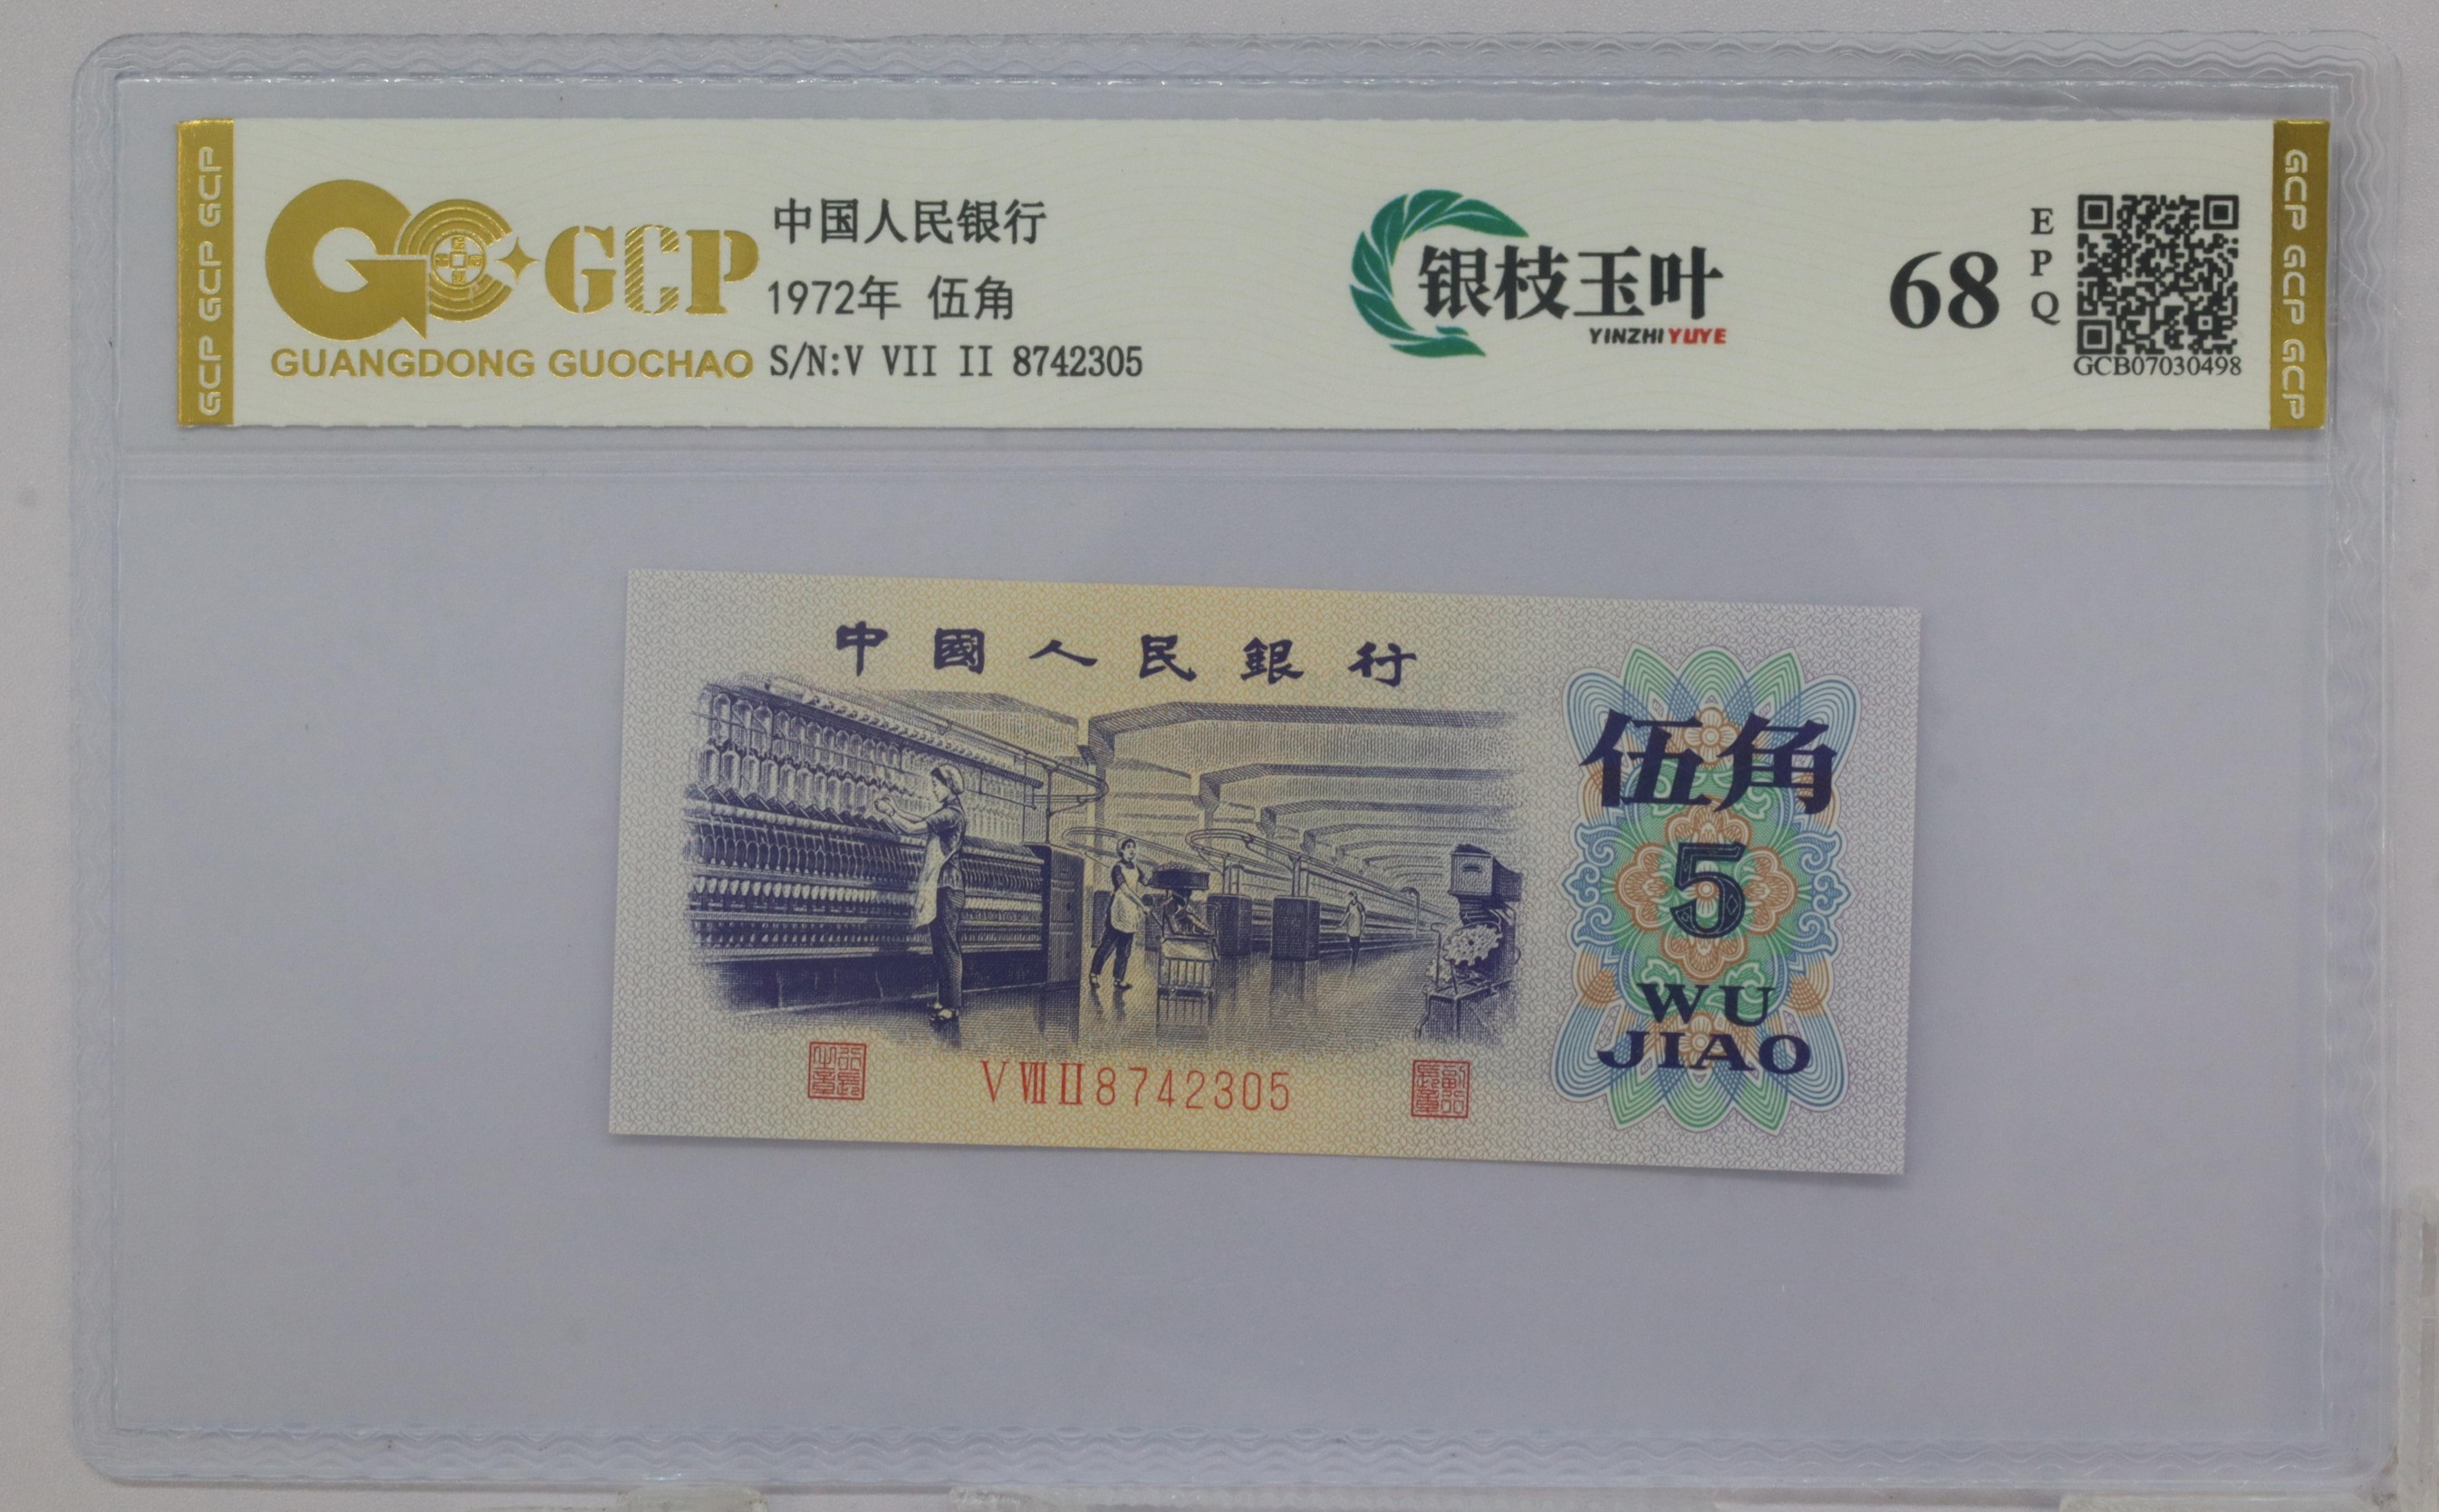 GCP GCP GCP
GCP
GUANGDONG GUOCHAO
中国人民银行
1972年 伍角
S/N:V VII II 8742305
银枝玉叶
YINZHI YUYE
68
EPQ
GCB07030498
GCP GCP GCP
中國人民銀行
伍角
5
WU
JIAO
V VII II 8742305